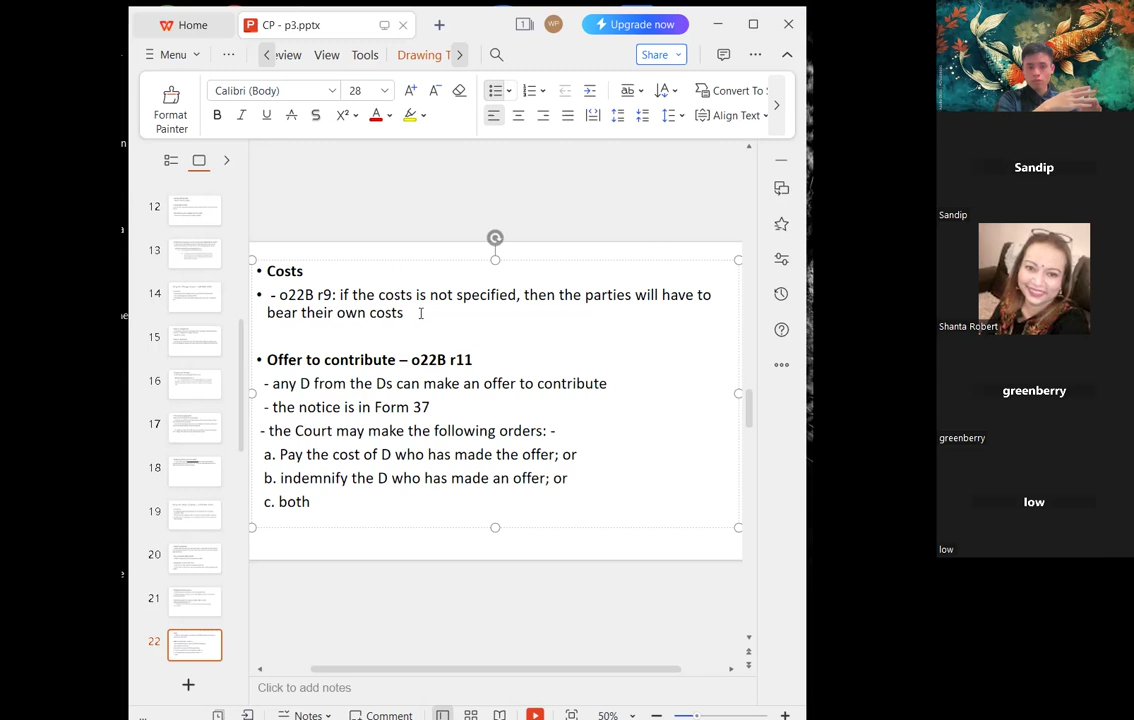 Home
CP - p3.pptx
WP
Upgrade now
Menu
eview View Tools Drawing T
Share
Format
Painter
Calibri (Body) 28
Convert To
B I U A S X² A
Align Text
12
13
14
15
16
17
18
19
20
21
22
• Costs
• - o22B r9: if the costs is not specified, then the parties will have to
bear their own costs
• Offer to contribute – o22B r11
- any D from the Ds can make an offer to contribute
- the notice is in Form 37
- the Court may make the following orders: -
a. Pay the cost of D who has made the offer; or
b. indemnify the D who has made an offer; or
c. both
Click to add notes
Notes
Comment
50%
Sandip
Sandip
Shanta Robert
greenberry
greenberry
low
low